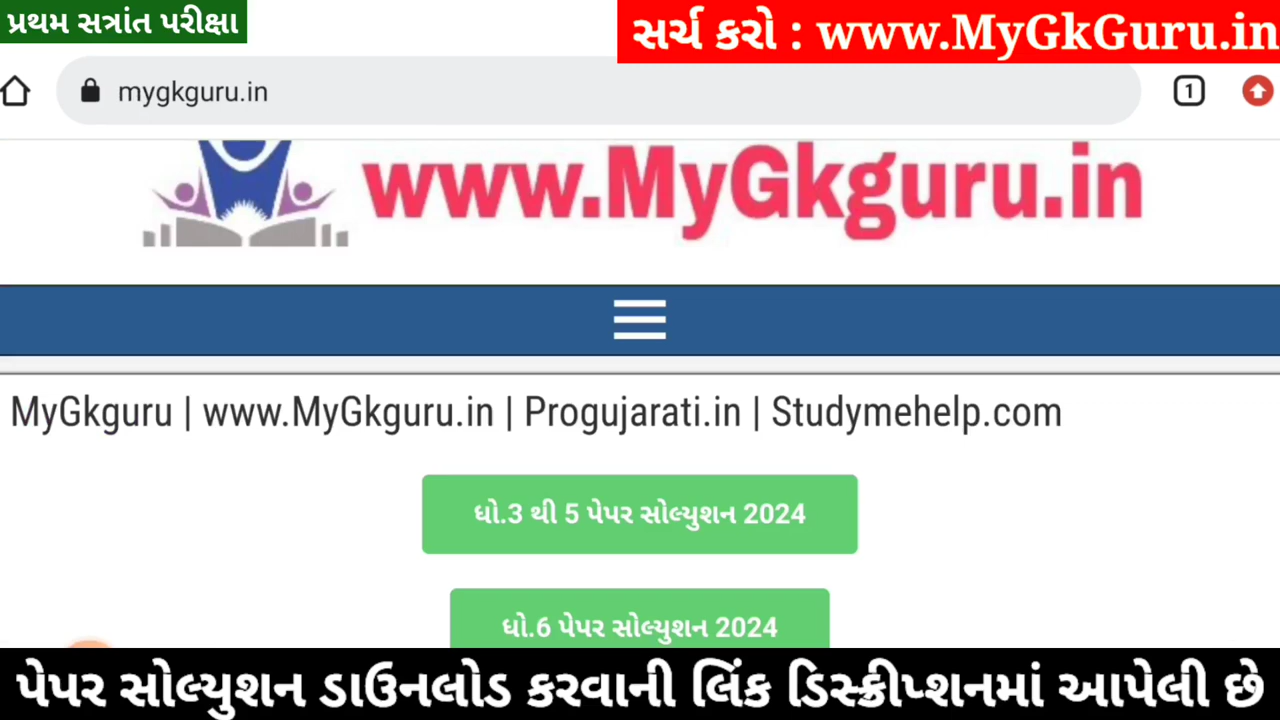 પ્રથમ સત્રાંત પરીક્ષા
સર્ચ કરો : www.MyGkGuru.in
mygkguru.in
1
www.MyGkguru.in
MyGkguru | www.MyGkguru.in | Progujarati.in | Studymehelp.com
ધો.3 થી 5 પેપર સોલ્યુશન 2024
ધો.6 પેપર સોલ્યુશન 2024
પેપર સોલ્યુશન ડાઉનલોડ કરવાની લિંક ડિસ્ક્રીપ્શનમાં આપેલી છે